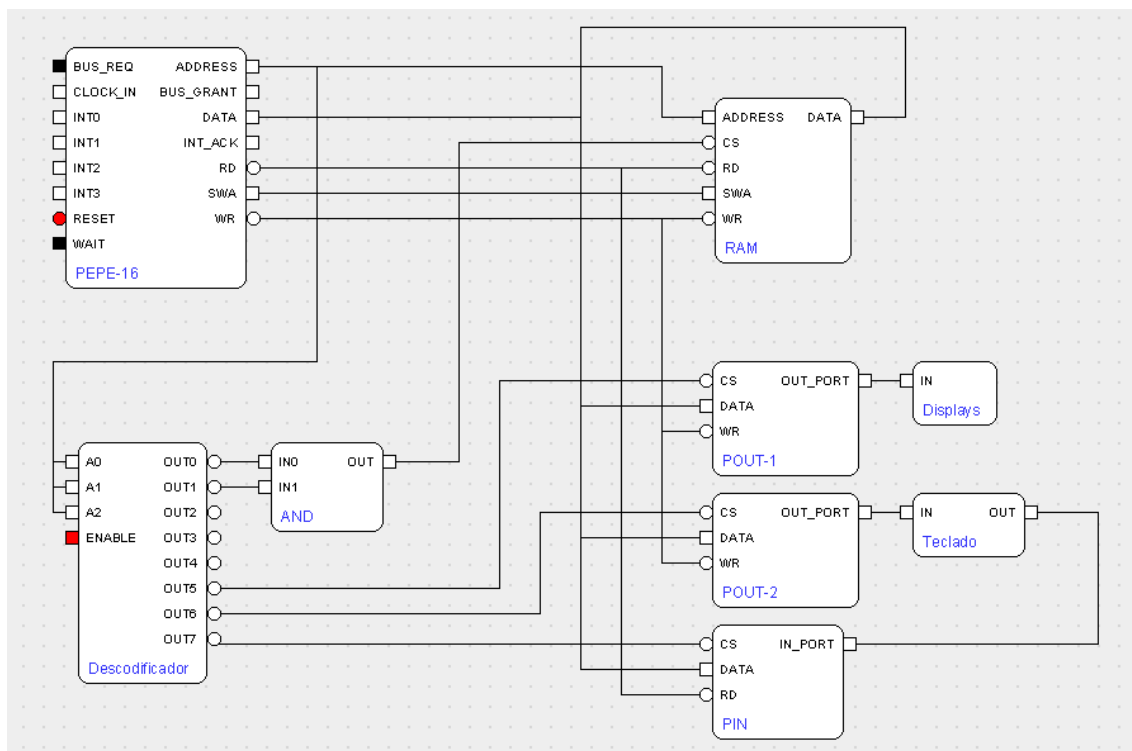 BUS_REQ ADDRESS
CLOCK_IN BUS_GRANT
INT0 DATA
INT1 INT_ACK
INT2 RD
INT3 SWA
RESET WR
WAIT
PEPE-16
ADDRESS DATA
CS
RD
SWA
WR
RAM
CS OUT_PORT
DATA
WR
POUT-1
IN
Displays
A0 OUT0
A1 OUT1
A2 OUT2
ENABLE OUT3
OUT4
OUT5
OUT6
OUT7
Descodificador
IN0 OUT
IN1
AND
CS OUT_PORT
DATA
WR
POUT-2
IN OUT
Teclado
CS IN_PORT
DATA
RD
PIN